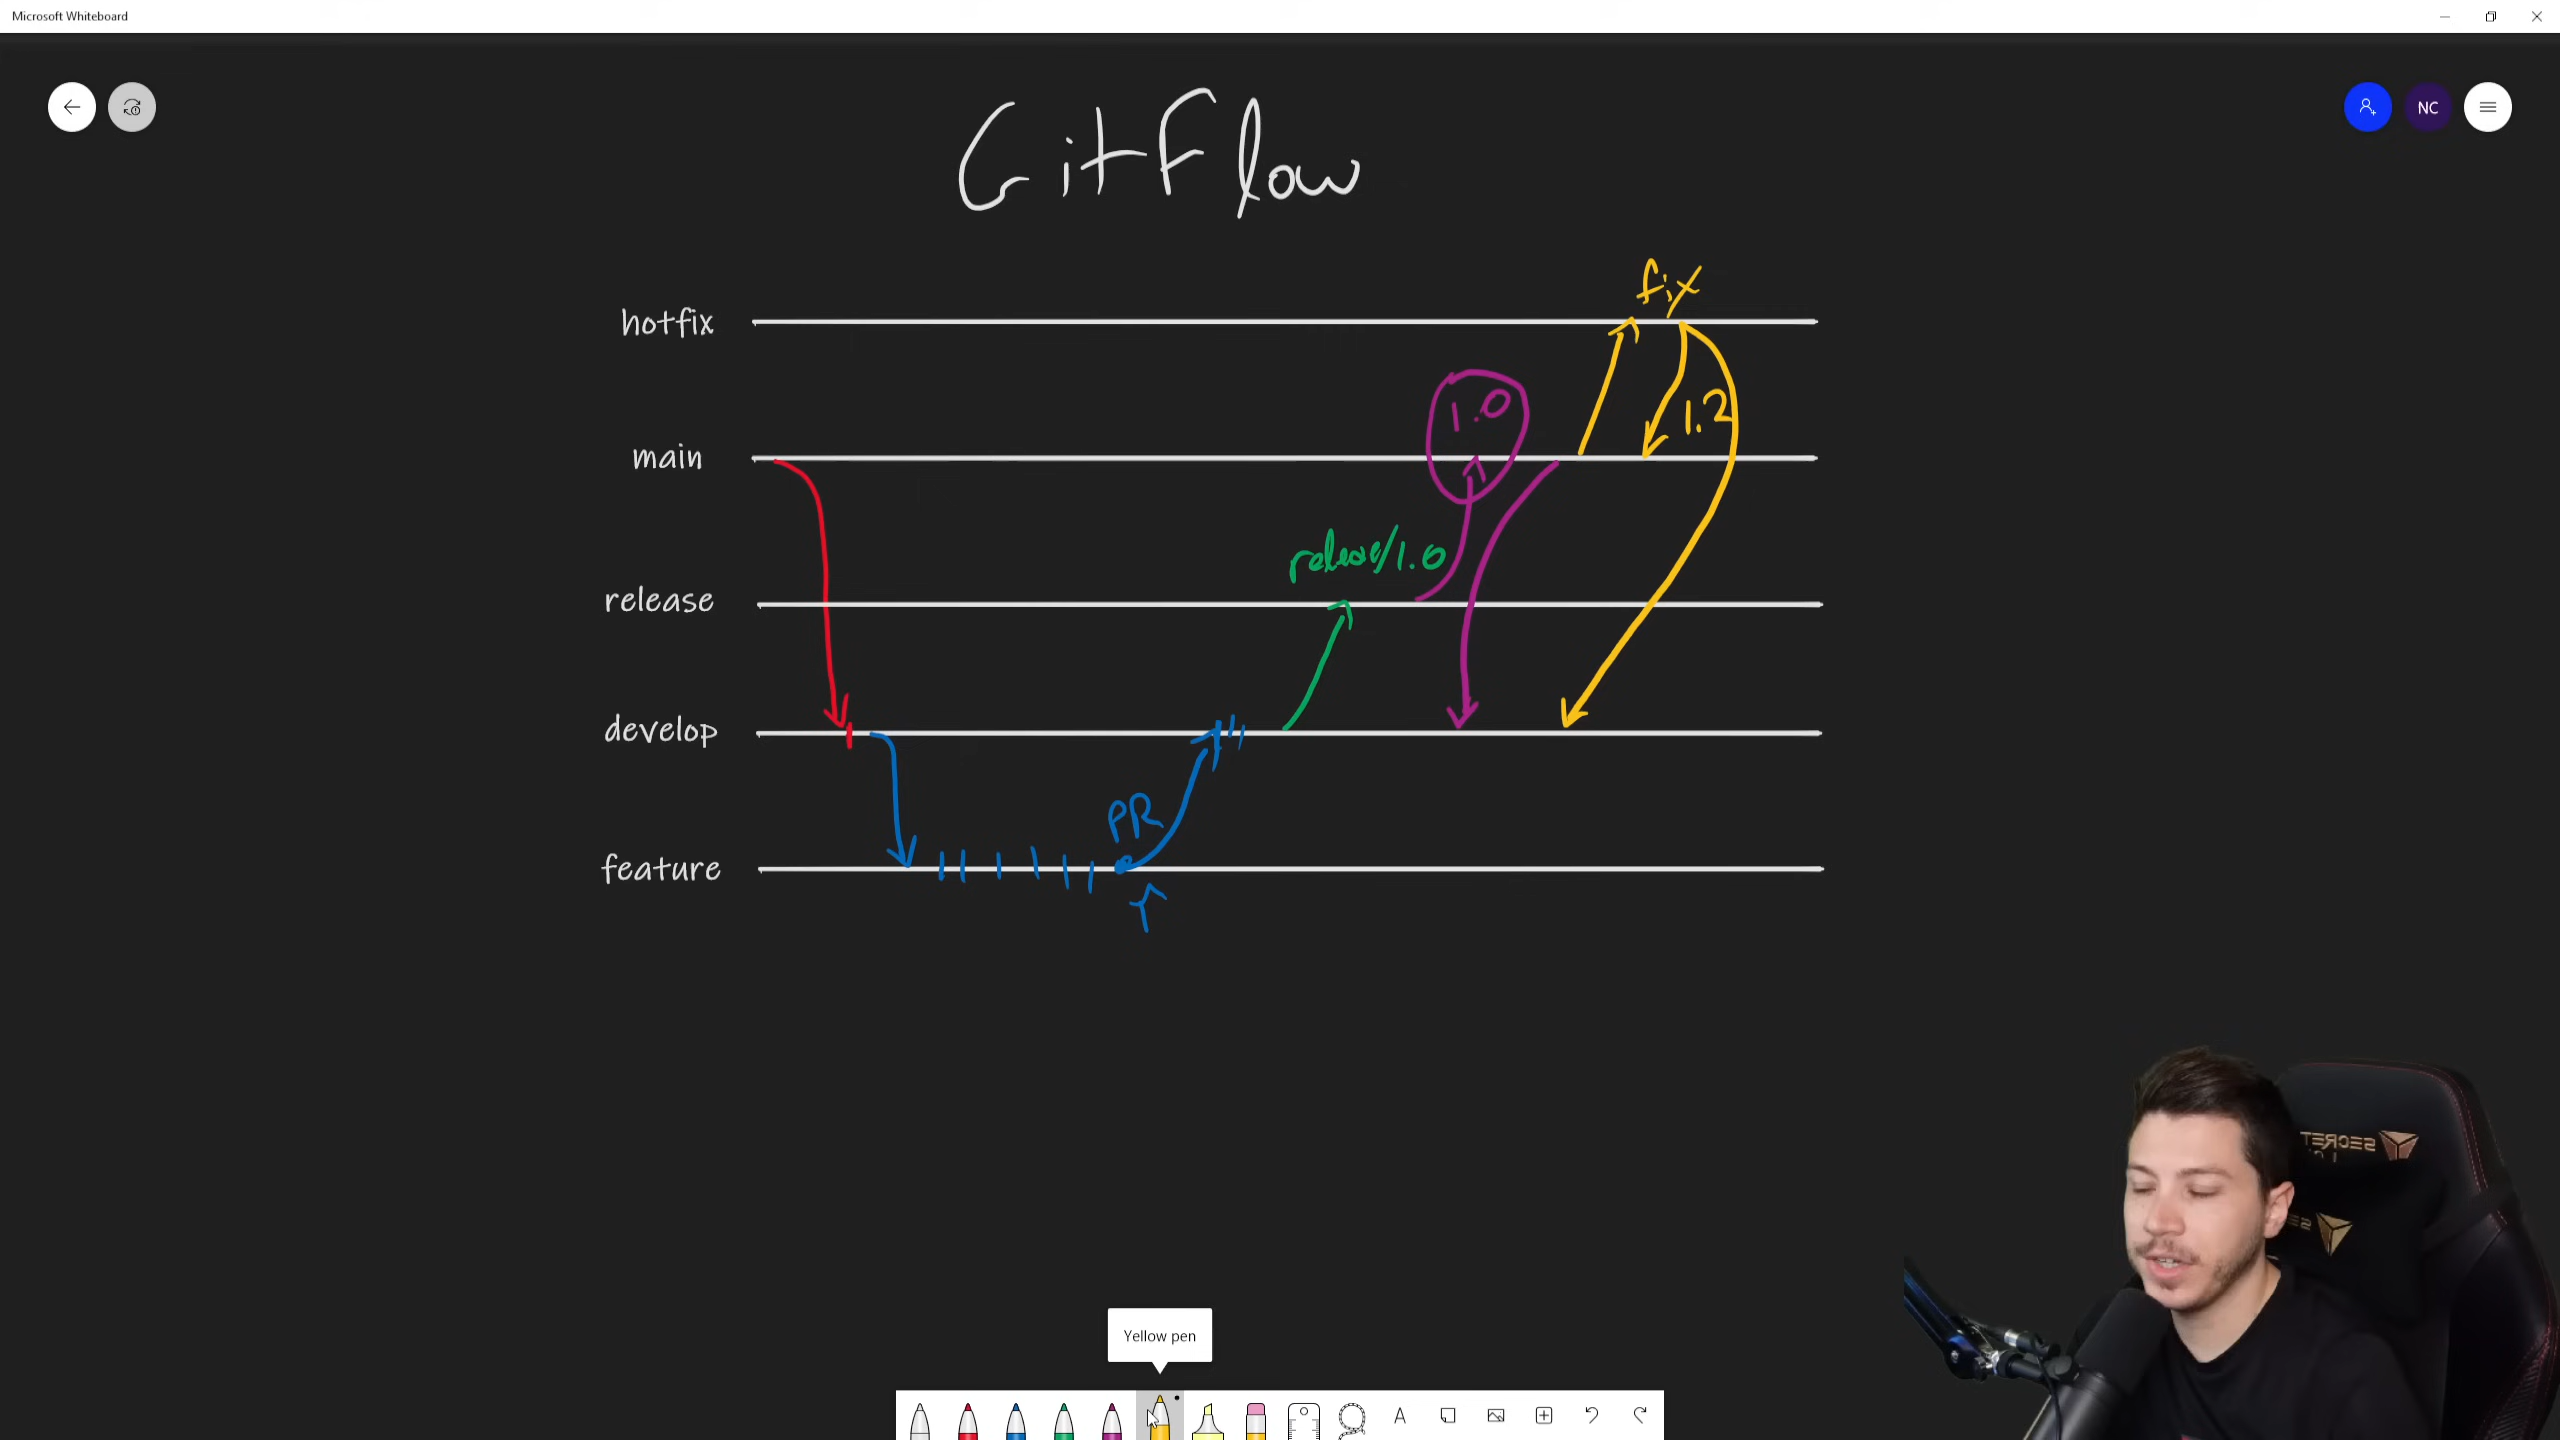 Microsoft Whiteboard
NC
GitFlow
fix
hotfix
1.0
1.2
main
release/1.0
release
develop
PR
feature
SECRET
Yellow pen
A